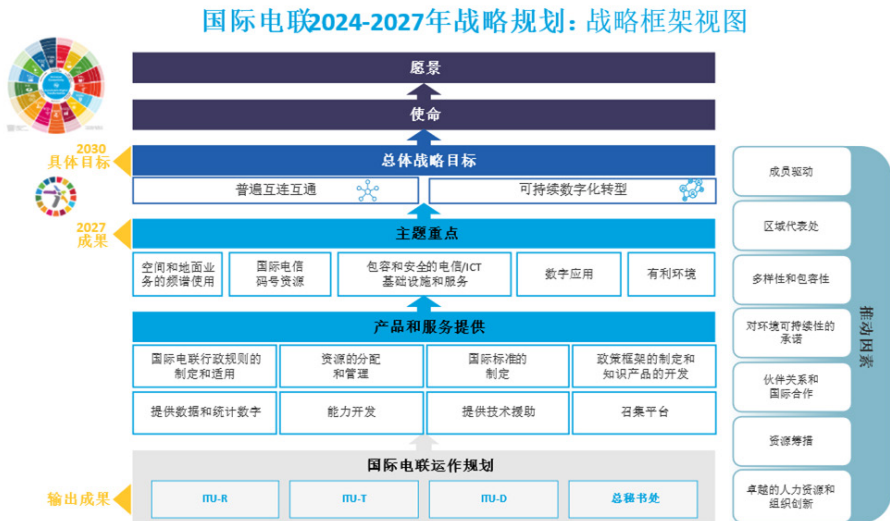 国际电联2024-2027年战略规划：战略框架视图
愿景
使命
2030
具体目标
总体战略目标
普遍互连互通
可持续数字化转型
2027
成果
主题重点
空间和地面业
务的频谱使用
国际电信
码号资源
包容和安全的电信/ICT
基础设施和服务
数字应用
有利环境
产品和服务提供
国际电联行政规则的
制定和适用
资源的分配
和管理
国际标准的
制定
政策框架的制定和
知识产品的开发
提供数据和统计数字
能力开发
提供技术援助
召集平台
国际电联运作规划
输出成果
ITU-R
ITU-T
ITU-D
总秘书处
成员驱动
区域代表处
多样性和包容性
对环境可持续性的
承诺
伙伴关系和
国际合作
资源筹措
卓越的人力资源和
组织创新
推动因素